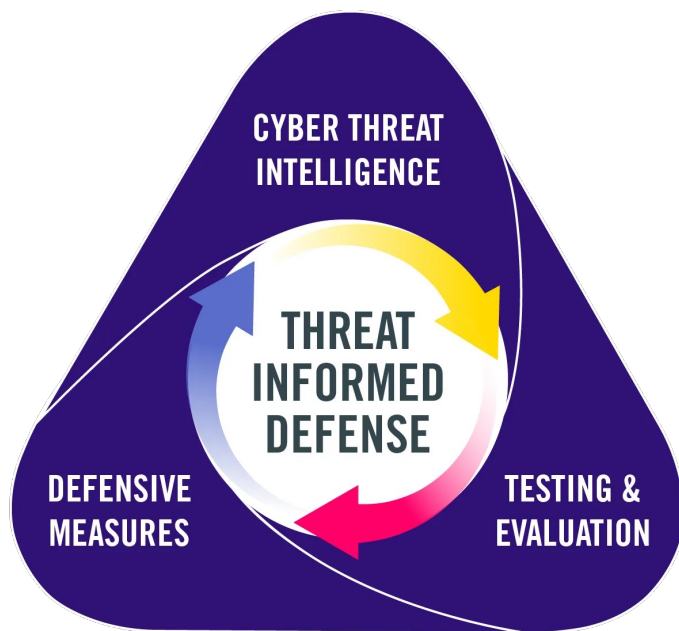 CYBER THREAT
INTELLIGENCE
THREAT
INFORMED
DEFENSE
DEFENSIVE
MEASURES
TESTING &
EVALUATION